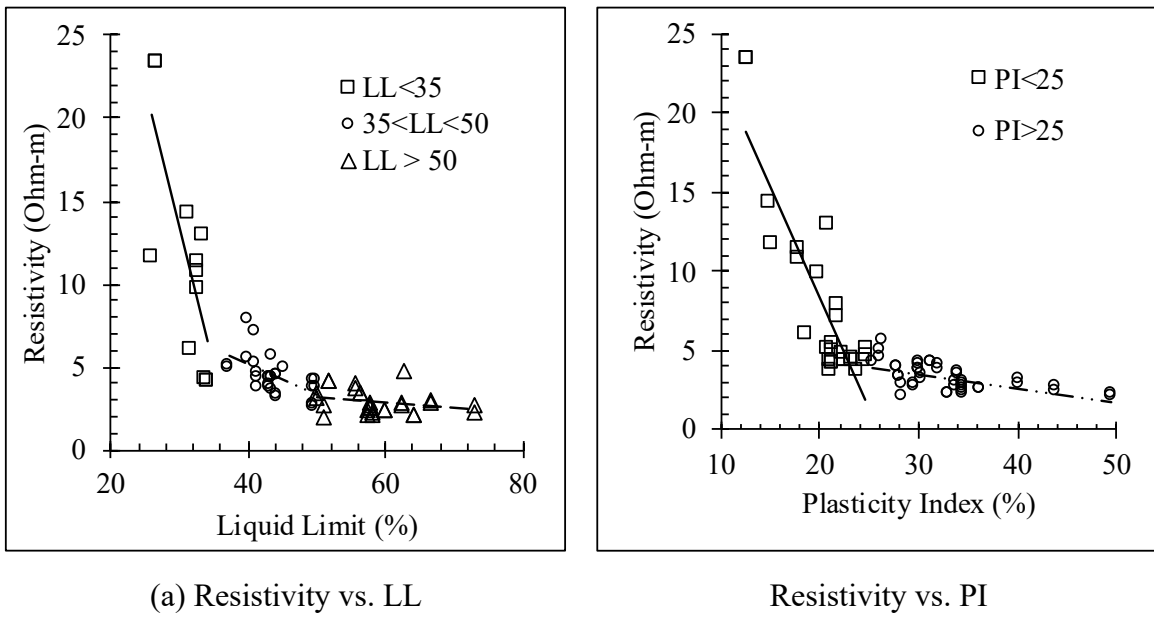 25
20
15
10
5
0
20
40
60
80
Resistivity (Ohm-m)
Liquid Limit (%)
LL<35
35<LL<50
LL > 50
25
20
15
10
5
0
10
20
30
40
50
Resistivity (Ohm-m)
Plasticity Index (%)
PI<25
PI>25
(a) Resistivity vs. LL
Resistivity vs. PI